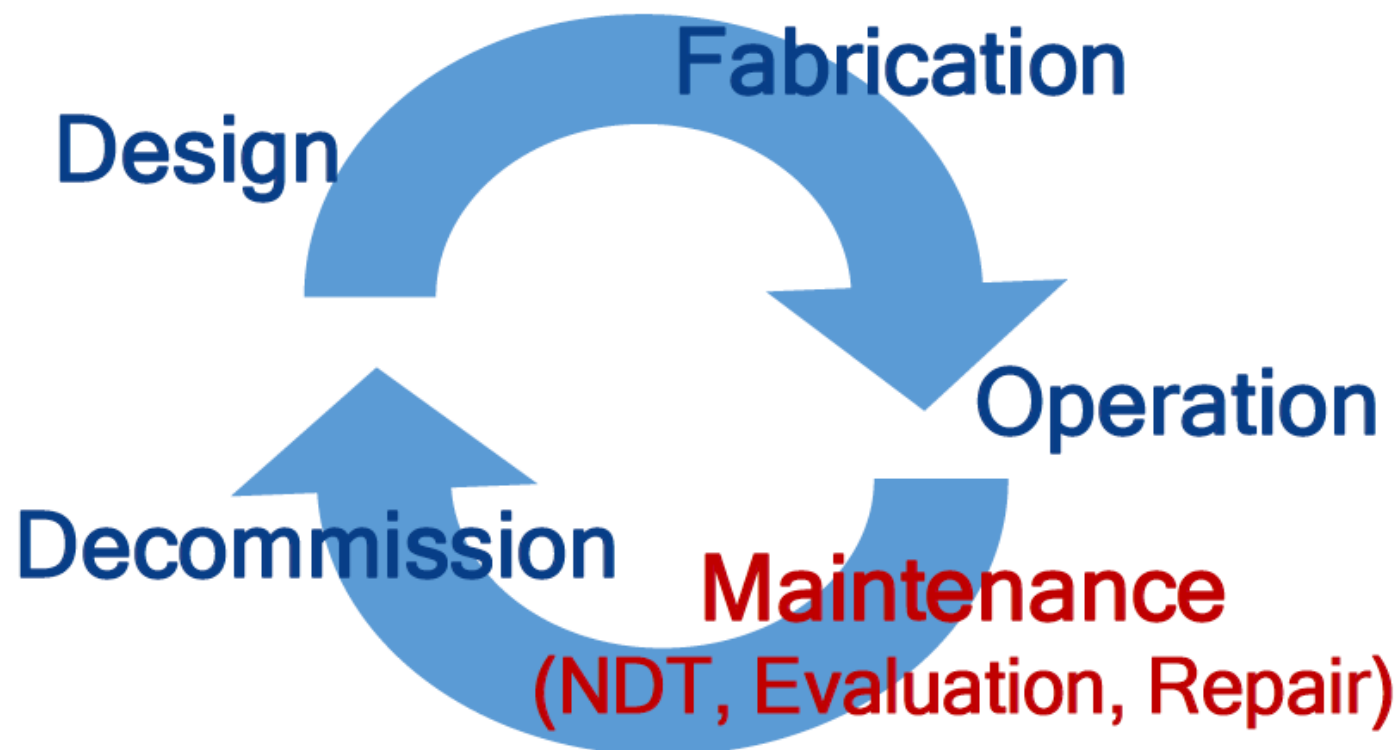 Fabrication
Design
Operation
Decommission
Maintenance
(NDT, Evaluation, Repair)